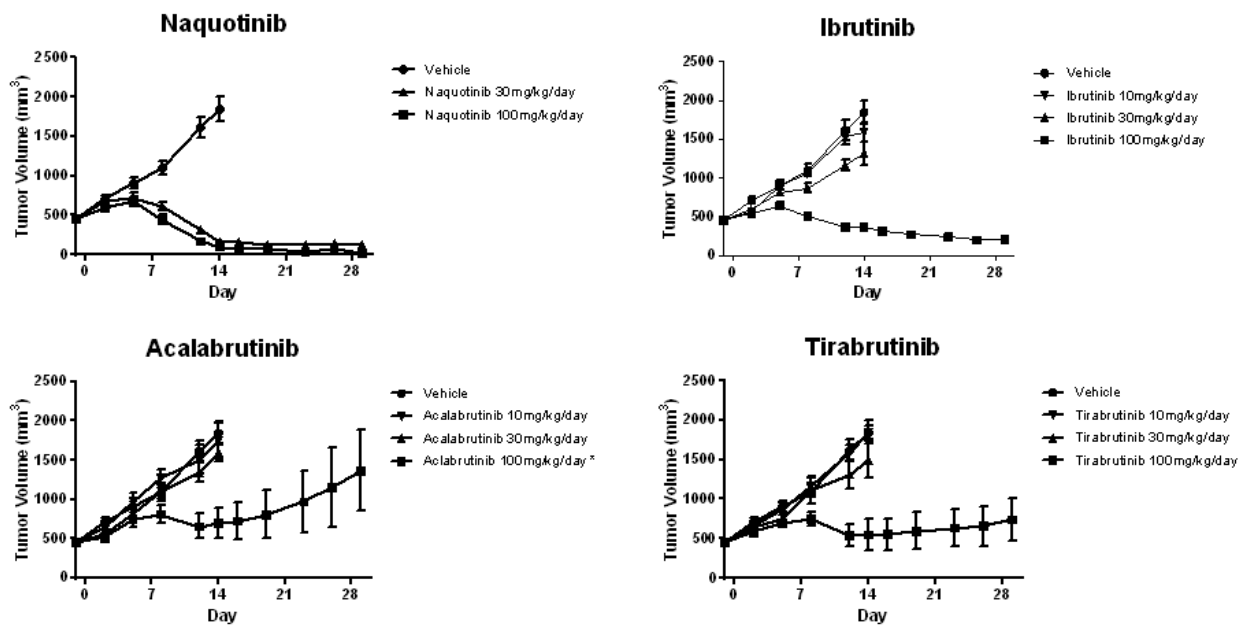 Naquotinib
Tumor Volume (mm³)
2500
2000
1500
1000
500
0
0 7 14 21 28
Day
Vehicle
Naquotinib 30mg/kg/day
Naquotinib 100mg/kg/day
Ibrutinib
Tumor Volume (mm³)
2500
2000
1500
1000
500
0
0 7 14 21 28
Day
Vehicle
Ibrutinib 10mg/kg/day
Ibrutinib 30mg/kg/day
Ibrutinib 100mg/kg/day
Acalabrutinib
Tumor Volume (mm³)
2500
2000
1500
1000
500
0
0 7 14 21 28
Day
Vehicle
Acalabrutinib 10mg/kg/day
Acalabrutinib 30mg/kg/day
Aclabrutinib 100mg/kg/day *
Tirabrutinib
Tumor Volume (mm³)
2500
2000
1500
1000
500
0
0 7 14 21 28
Day
Vehicle
Tirabrutinib 10mg/kg/day
Tirabrutinib 30mg/kg/day
Tirabrutinib 100mg/kg/day